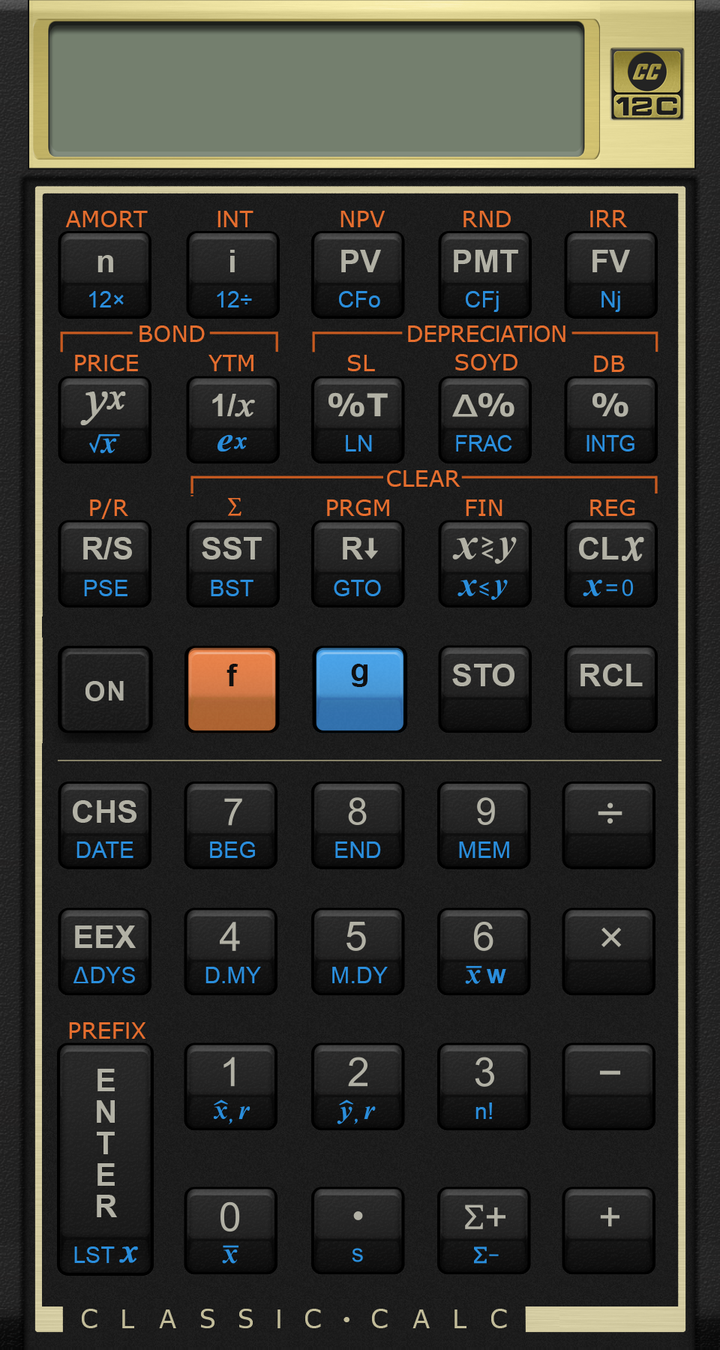 CC
12C
AMORT INT NPV RND IRR
n i PV PMT FV
12× 12÷ CFo CFj Nj
BOND DEPRECIATION
PRICE YTM SL SOYD DB
yx 1/x %T Δ% %
√x ex LN FRAC INTG
CLEAR
P/R Σ PRGM FIN REG
R/S SST R↓ x≷y CLx
PSE BST GTO x≤y x=0
ON f g STO RCL
CHS 7 8 9 ÷
DATE BEG END MEM
EEX 4 5 6 ×
ΔDYS D.MY M.DY x̅ w
PREFIX
ENTER 1 2 3 −
x̂,r ŷ,r n!
0 • Σ+ +
LST x x̅ s Σ−
CLASSIC•CALC